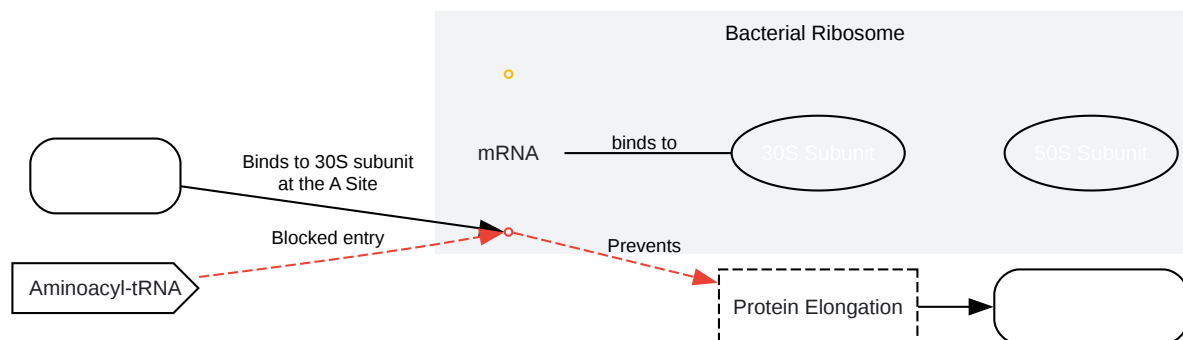 Bacterial Ribosome
Binds to 30S subunit
at the A Site
mRNA
binds to
30S Subunit
50S Subunit
Blocked entry
Prevents
Aminoacyl-tRNA
Protein Elongation